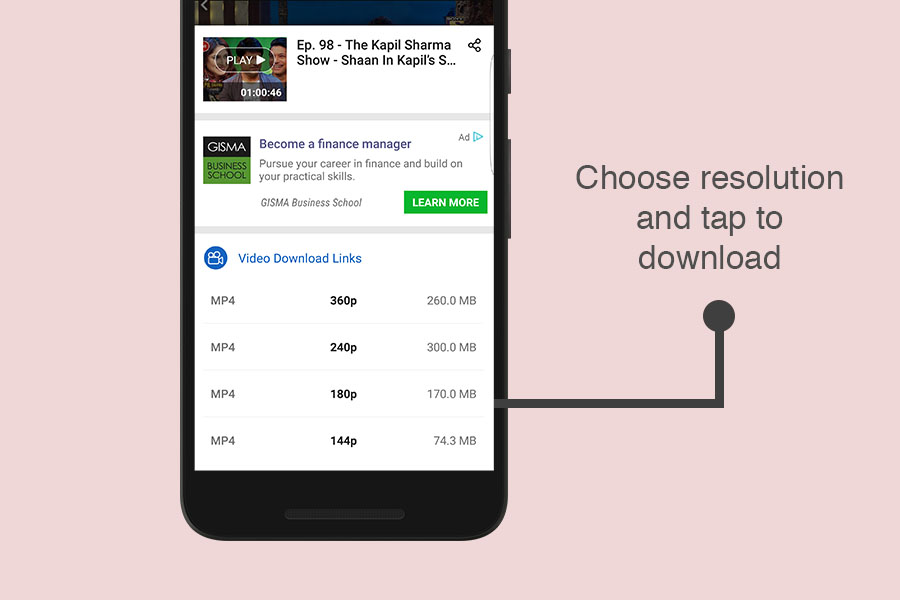 Ep. 98 - The Kapil Sharma
Show - Shaan In Kapil's S...
PLAY
01:00:46
Ad
GISMA
BUSINESS
SCHOOL
Become a finance manager
Pursue your career in finance and build on
your practical skills.
GISMA Business School
LEARN MORE
Video Download Links
MP4 360p 260.0 MB
MP4 240p 300.0 MB
MP4 180p 170.0 MB
MP4 144p 74.3 MB
Choose resolution
and tap to
download